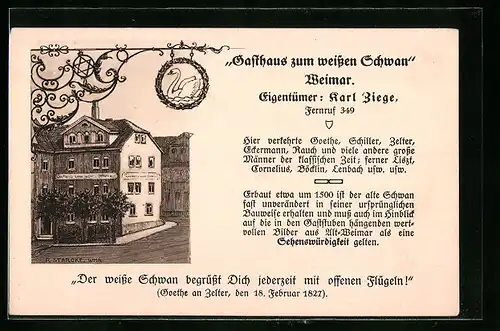 „Gasthaus zum weißen Schwan“
Weimar.
Eigentümer: Karl Ziege,
Fernruf 349
Hier verkehrte Goethe, Schiller, Zelter,
Eckermann, Rauch und viele andere große
Männer der klassischen Zeit; ferner Liszt,
Cornelius, Böcklin, Lenbach usw. usw.
Erbaut etwa um 1500 ist der alte Schwan
fast unverändert in seiner ursprünglichen
Bauweise erhalten und muß auch im Hinblick
auf die in den Gaststuben hängenden wert-
vollen Bilder aus Alt-Weimar als eine
Sehenswürdigkeit gelten.
„Der weiße Schwan begrüßt Dich jederzeit mit offenen Flügeln!“
(Goethe an Zelter, den 18. Februar 1827).